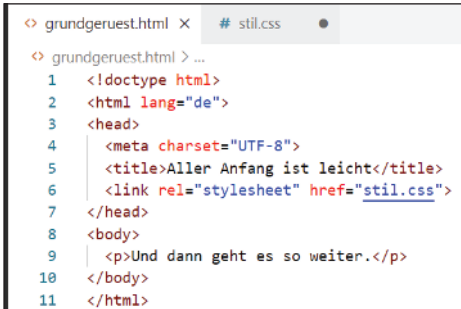 <> grundgeruest.html × # stil.css ●
<> grundgeruest.html > ...
1 <!doctype html>
2 <html lang="de">
3 <head>
4 <meta charset="UTF-8">
5 <title>Aller Anfang ist leicht</title>
6 <link rel="stylesheet" href="stil.css">
7 </head>
8 <body>
9 <p>Und dann geht es so weiter.</p>
10 </body>
11 </html>